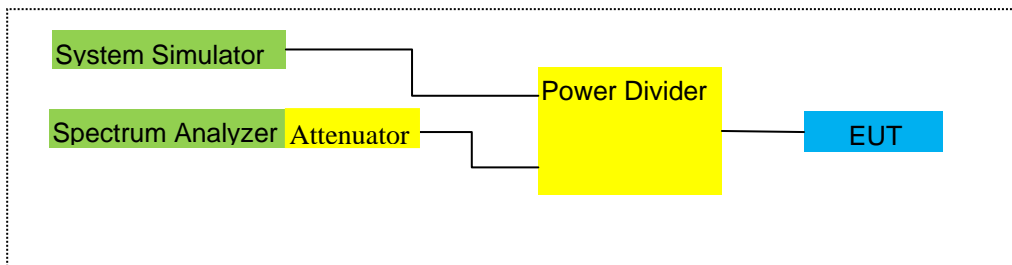 System Simulator
Power Divider
Spectrum Analyzer Attenuator
EUT